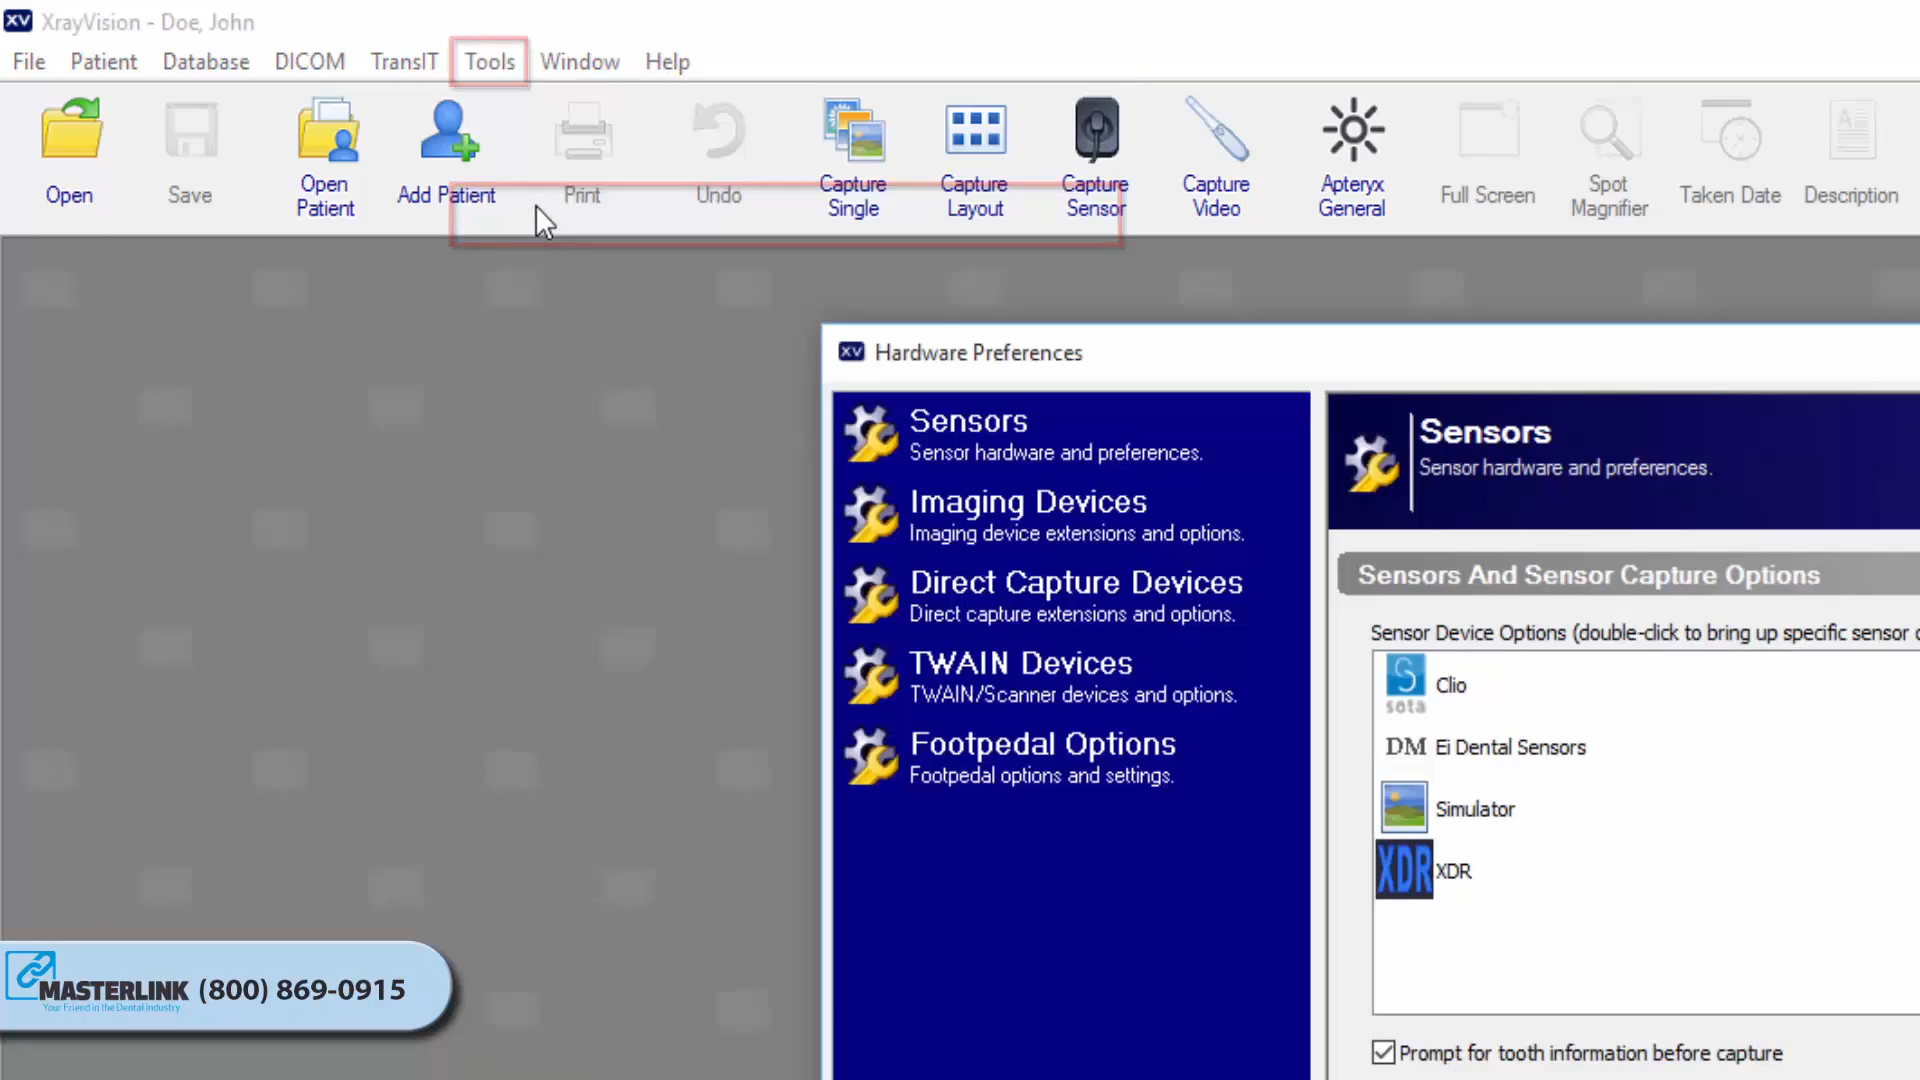 XV XrayVision - Doe, John
File Patient Database DICOM TransIT Tools Window Help
Open
Save
Open
Patient
Add Patient
Print
Undo
Capture
Single
Capture
Layout
Capture
Sensor
Capture
Video
Apteryx
General
Full Screen
Spot
Magnifier
Taken Date
Description
XV Hardware Preferences
Sensors
Sensor hardware and preferences.
Imaging Devices
Imaging device extensions and options.
Direct Capture Devices
Direct capture extensions and options.
TWAIN Devices
TWAIN/Scanner devices and options.
Footpedal Options
Footpedal options and settings.
Sensors
Sensor hardware and preferences.
Sensors And Sensor Capture Options
Sensor Device Options (double-click to bring up specific sensor
S sota Clio
DM Ei Dental Sensors
Simulator
XDR XDR
Prompt for tooth information before capture
MASTERLINK (800) 869-0915
Your Friend in the Dental Industry